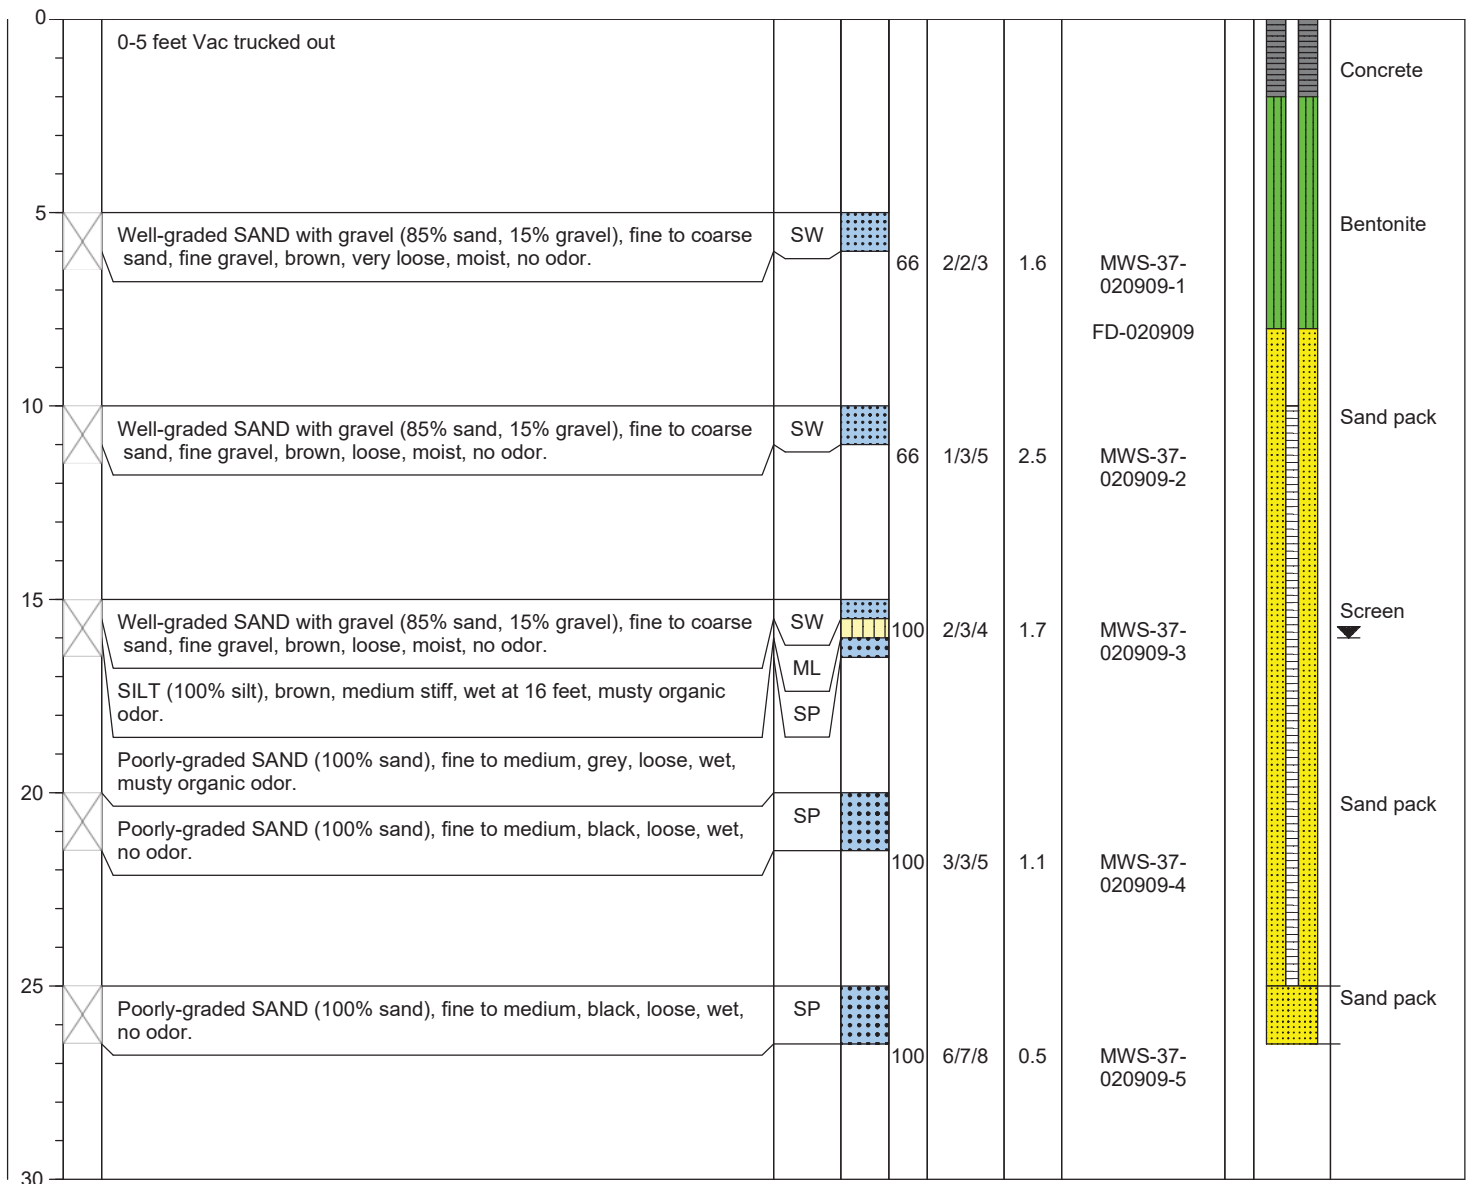 0
0-5 feet Vac trucked out
Concrete
5
Well-graded SAND with gravel (85% sand, 15% gravel), fine to coarse
sand, fine gravel, brown, very loose, moist, no odor.
SW
66
2/2/3
1.6
MWS-37-
020909-1
FD-020909
Bentonite
10
Well-graded SAND with gravel (85% sand, 15% gravel), fine to coarse
sand, fine gravel, brown, loose, moist, no odor.
SW
66
1/3/5
2.5
MWS-37-
020909-2
Sand pack
15
Well-graded SAND with gravel (85% sand, 15% gravel), fine to coarse
sand, fine gravel, brown, loose, moist, no odor.
SW
100
2/3/4
1.7
MWS-37-
020909-3
Screen
SILT (100% silt), brown, medium stiff, wet at 16 feet, musty organic
odor.
ML
SP
Poorly-graded SAND (100% sand), fine to medium, grey, loose, wet,
musty organic odor.
20
Poorly-graded SAND (100% sand), fine to medium, black, loose, wet,
no odor.
SP
100
3/3/5
1.1
MWS-37-
020909-4
Sand pack
25
Poorly-graded SAND (100% sand), fine to medium, black, loose, wet,
no odor.
SP
100
6/7/8
0.5
MWS-37-
020909-5
Sand pack
30